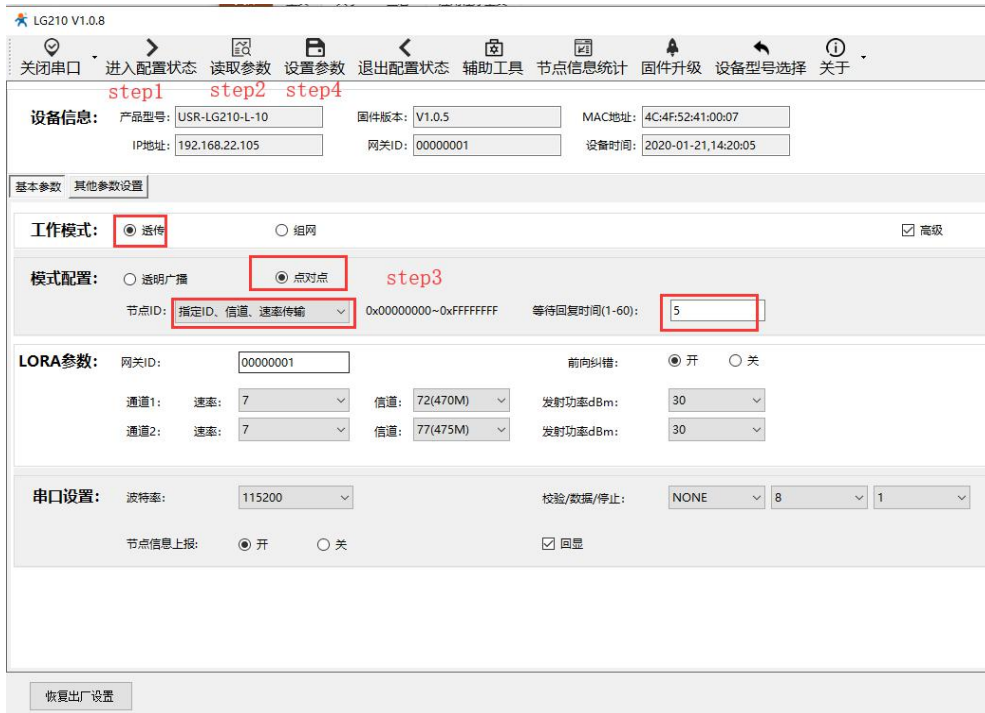 LG210 V1.0.8
关闭串口 进入配置状态 读取参数 设置参数 退出配置状态 辅助工具 节点信息统计 固件升级 设备型号选择 关于
step1 step2 step4
设备信息: 产品型号: USR-LG210-L-10 固件版本: V1.0.5 MAC地址: 4C:4F:52:41:00:07
IP地址: 192.168.22.105 网关ID: 00000001 设备时间: 2020-01-21,14:20:05
基本参数 其他参数设置
工作模式: 透传 组网 高级
模式配置: 透明广播 点对点 step3
节点ID: 指定ID、信道、速率传输 0x00000000~0xFFFFFFFF 等待回复时间(1-60): 5
LORA参数: 网关ID: 00000001 前向纠错: 开 关
通道1: 速率: 7 信道: 72(470M) 发射功率dBm: 30
通道2: 速率: 7 信道: 77(475M) 发射功率dBm: 30
串口设置: 波特率: 115200 校验/数据/停止: NONE 8 1
节点信息上报: 开 关 回显
恢复出厂设置